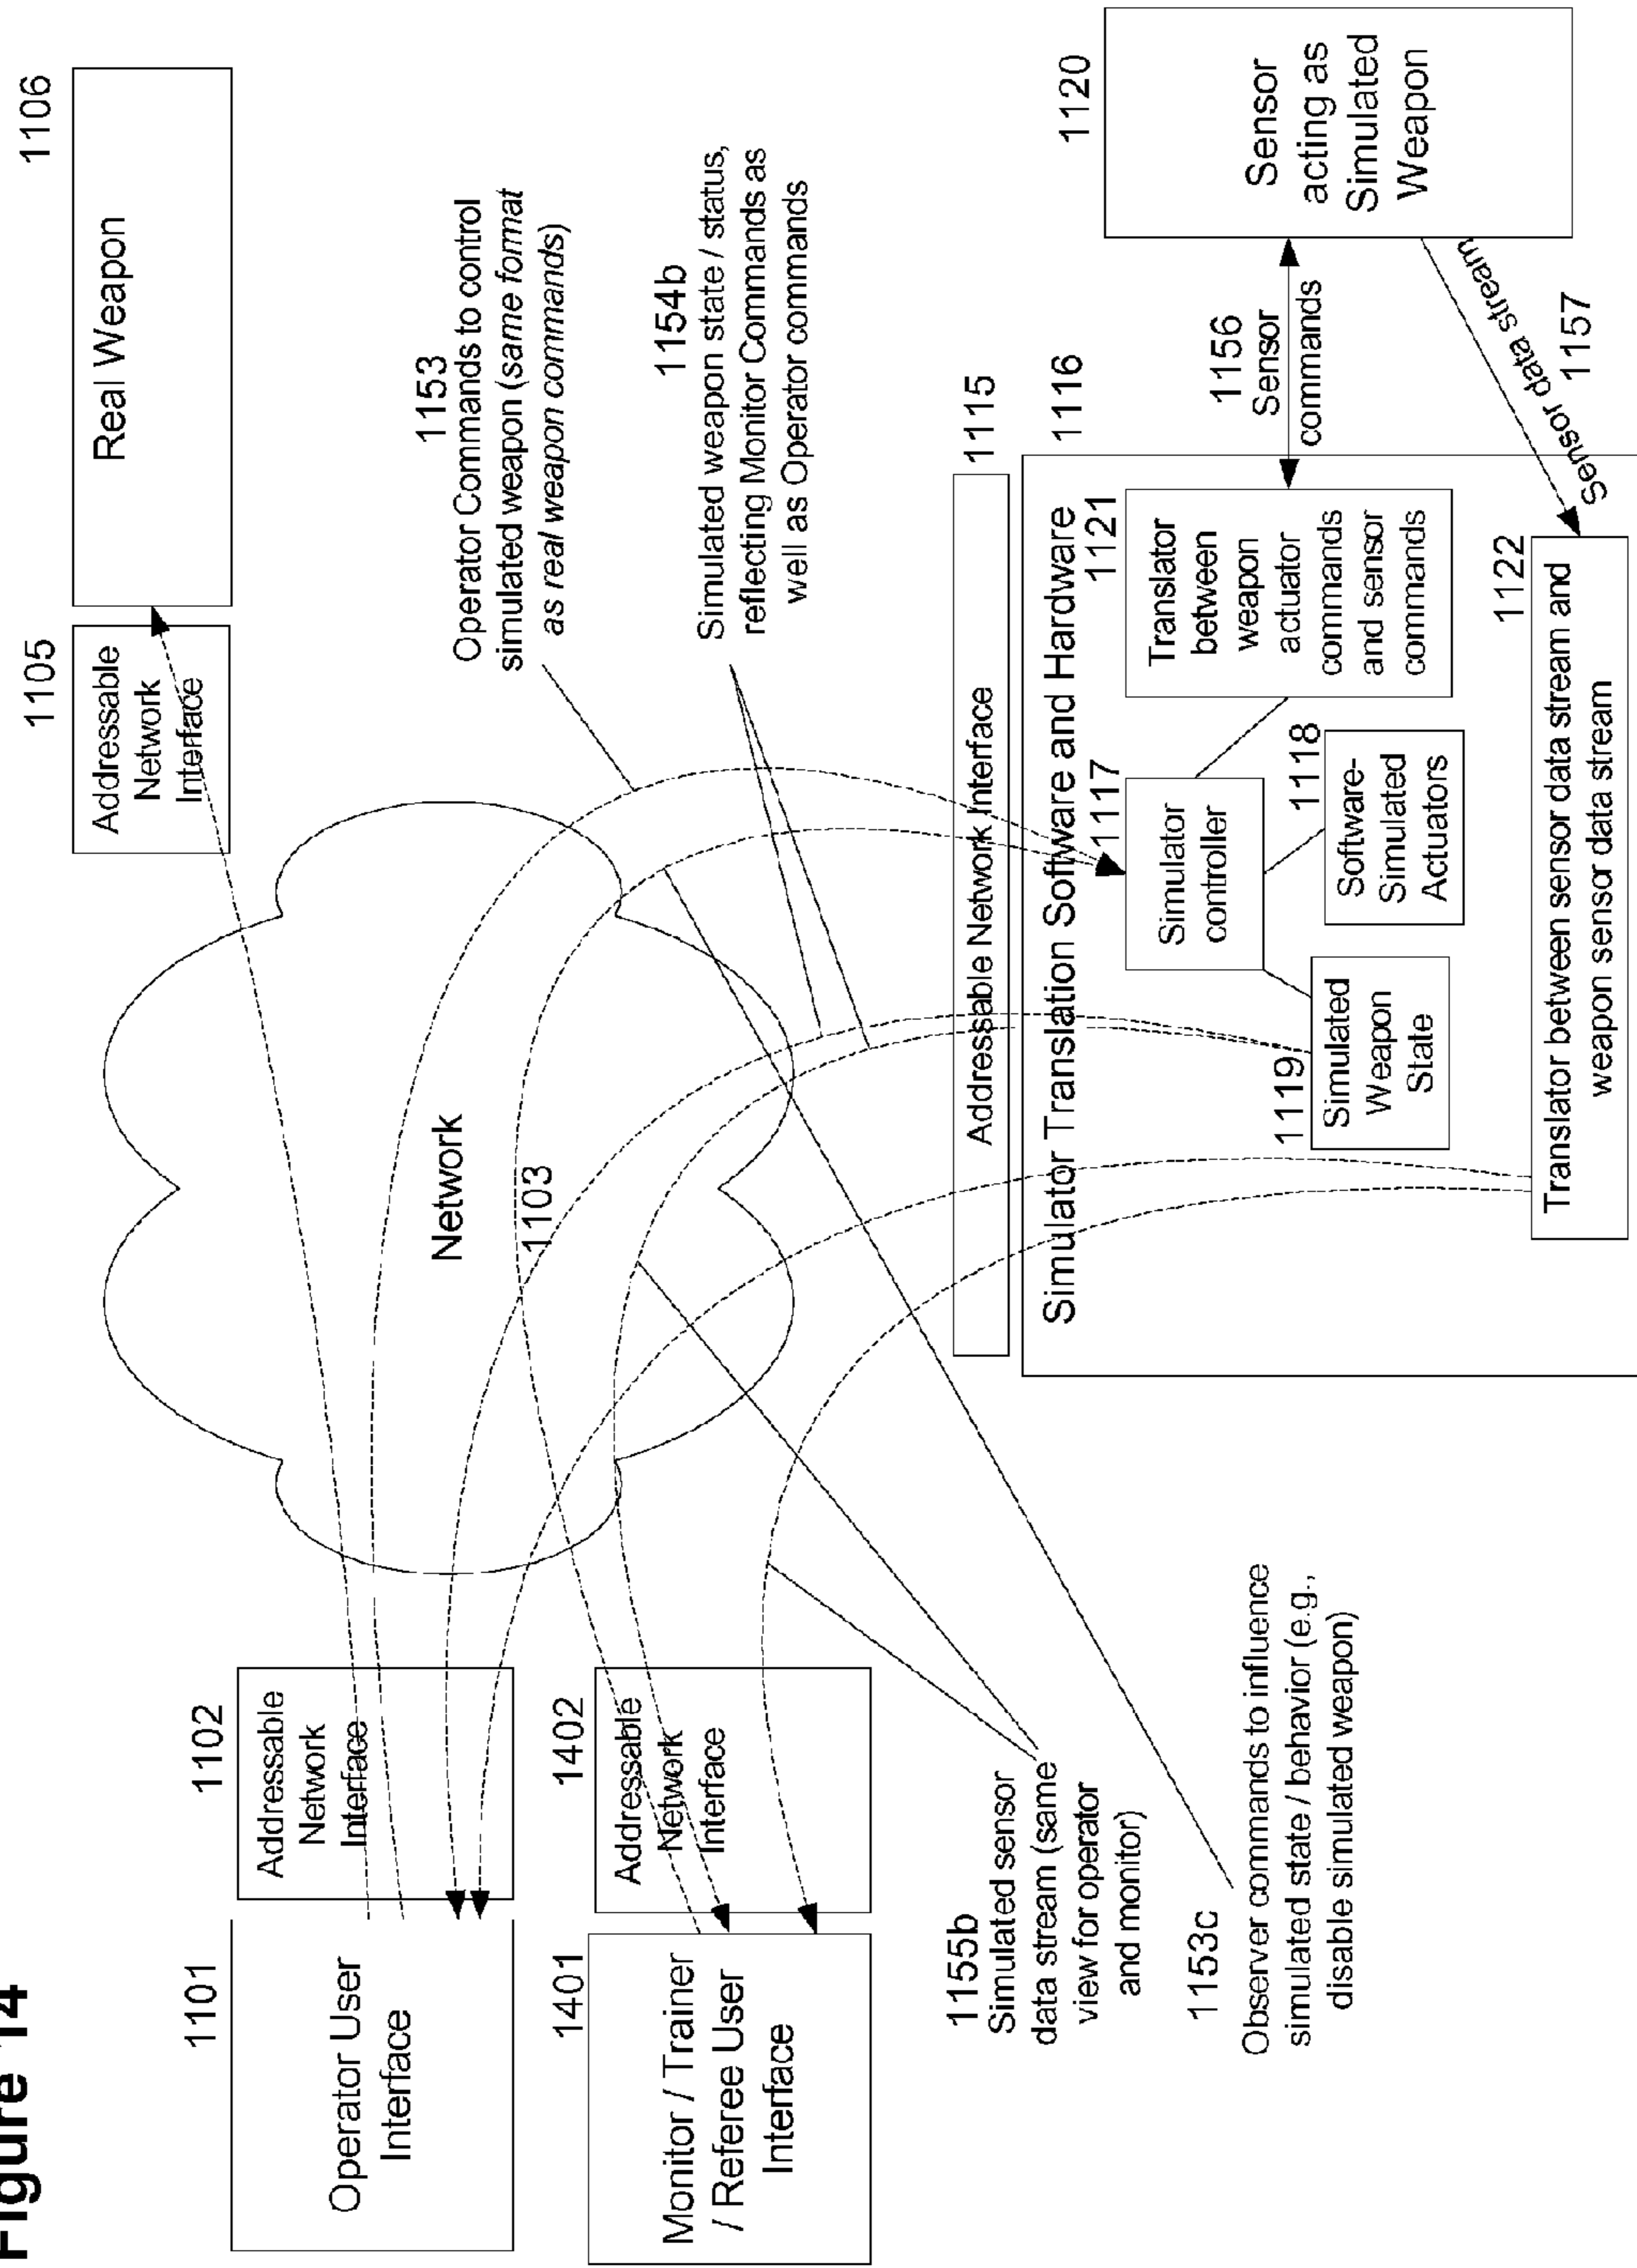 Figure 14
1101
Operator User
Interface
1102
Addressable
Network
Interface
1401
Monitor / Trainer
/ Referee User
Interface
1402
Addressable
Network
Interface
Network
1103
1105
Addressable
Network
Interface
1106
Real Weapon
1153
Operator Commands to control
simulated weapon (same format
as real weapon commands)
1154b
Simulated weapon state / status,
reflecting Monitor Commands as
well as Operator commands
1155b
Simulated sensor
data stream (same
view for operator
and monitor)
1153c
Observer commands to influence
simulated state / behavior (e.g.,
disable simulated weapon)
1115
Addressable Network Interface
1116
Simulator Translation Software and Hardware
1117
Simulator
controller
1118
Software-
Simulated
Actuators
1119
Simulated
Weapon
State
1121
Translator
between
weapon
actuator
commands
and sensor
commands
1122
Translator between sensor data stream and
weapon sensor data stream
1156
Sensor
commands
1120
Sensor
acting as
Simulated
Weapon
Sensor data stream
1157